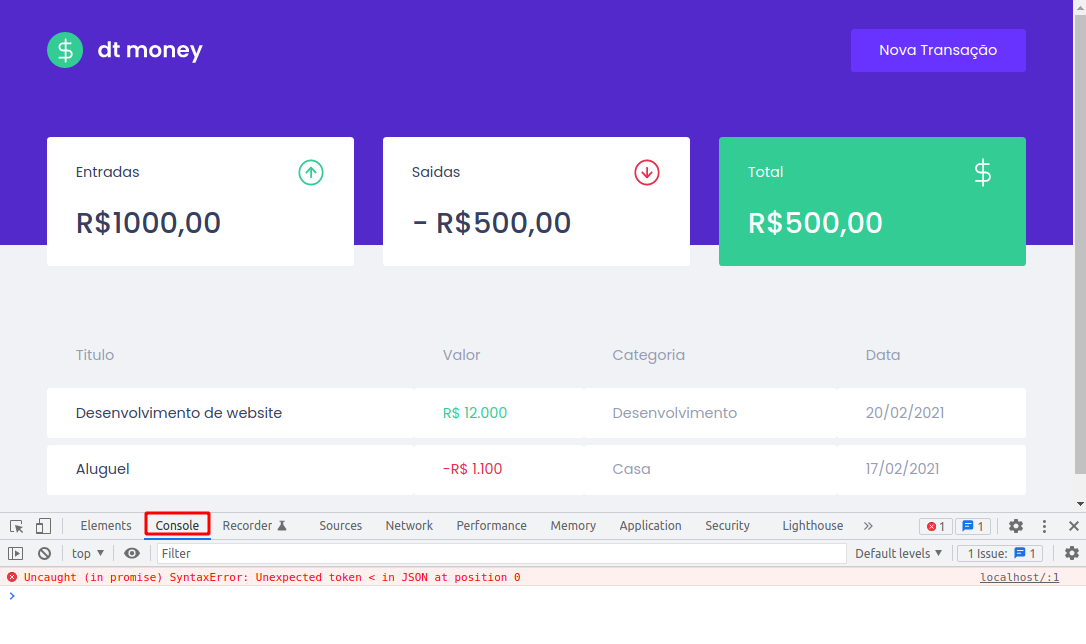 dt money
Nova Transação
Entradas
Saidas
Total
R$1000,00
- R$500,00
R$500,00
Titulo Valor Categoria Data
Desenvolvimento de website R$ 12.000 Desenvolvimento 20/02/2021
Aluguel -R$ 1.100 Casa 17/02/2021
Elements Console Recorder Sources Network Performance Memory Application Security Lighthouse » 1 1
top Filter Default levels 1 Issue: 1
Uncaught (in promise) SyntaxError: Unexpected token < in JSON at position 0 localhost/:1